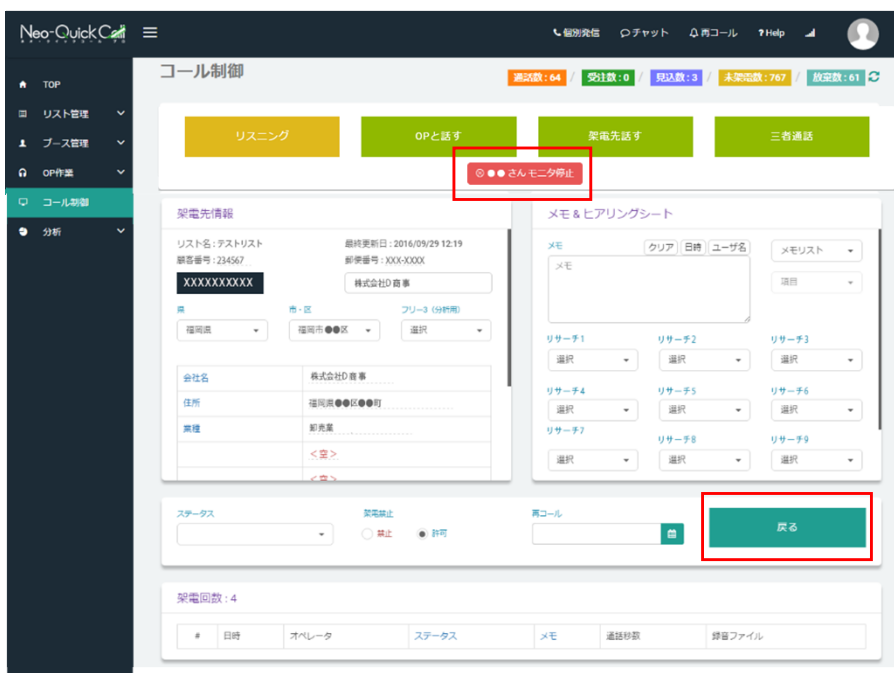 Neo-QuickCall
個別発信 チャット 再コール ?Help
TOP
リスト管理
ブース管理
OP作業
コール制御
分析
コール制御
通話数:64 / 受注数:0 / 見込数:3 / 未架電数:767 / 放棄数:61
リスニング OPと話す 架電先話す 三者通話
●●さんモニタ停止
架電先情報
リスト名:テストリスト 最終更新日:2016/09/29 12:19
顧客番号:234567 郵便番号:XXX-XXXX
XXXXXXXXXX 株式会社D商事
県 市・区 フリー3（分析用）
福岡県 福岡市●●区 選択
会社名 株式会社D商事
住所 福岡県●●区●●町
業種 卸売業
<空>
<空>
メモ&ヒアリングシート
メモ クリア 日時 ユーザ名 メモリスト
メモ 項目
リサーチ1 リサーチ2 リサーチ3
選択 選択 選択
リサーチ4 リサーチ5 リサーチ6
選択 選択 選択
リサーチ7 リサーチ8 リサーチ9
選択 選択 選択
ステータス 架電禁止 再コール
禁止 許可
戻る
架電回数:4
# 日時 オペレータ ステータス メモ 通話秒数 録音ファイル